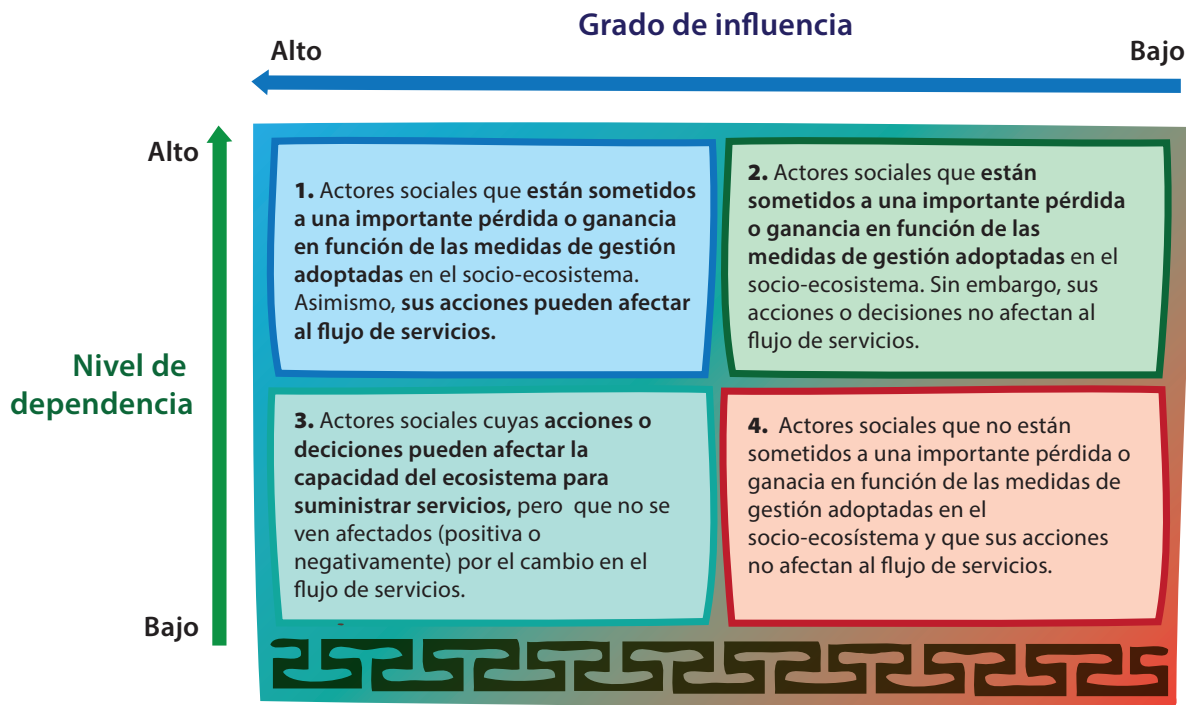 Grado de influencia
Alto
Bajo
Alto
Nivel de
dependencia
Bajo
1. Actores sociales que están sometidos
a una importante pérdida o ganancia
en función de las medidas de gestión
adoptadas en el socio-ecosistema.
Asimismo, sus acciones pueden afectar
al flujo de servicios.
2. Actores sociales que están
sometidos a una importante pérdida
o ganancia en función de las
medidas de gestión adoptadas en el
socio-ecosistema. Sin embargo, sus
acciones o decisiones no afectan al
flujo de servicios.
3. Actores sociales cuyas acciones o
deciciones pueden afectar la
capacidad del ecosistema para
suministrar servicios, pero que no se
ven afectados (positiva o
negativamente) por el cambio en el
flujo de servicios.
4. Actores sociales que no están
sometidos a una importante pérdida o
ganacia en función de las medidas de
gestión adoptadas en el
socio-ecosístema y que sus acciones
no afectan al flujo de servicios.